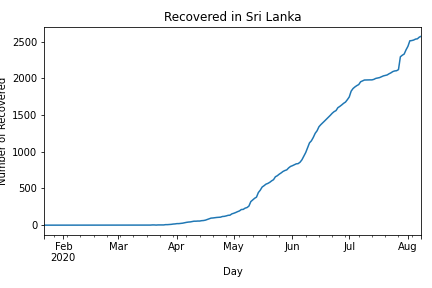 Recovered in Sri Lanka
Number of Recovered
2500
2000
1500
1000
500
0
Feb
2020
Mar
Apr
May
Jun
Jul
Aug
Day